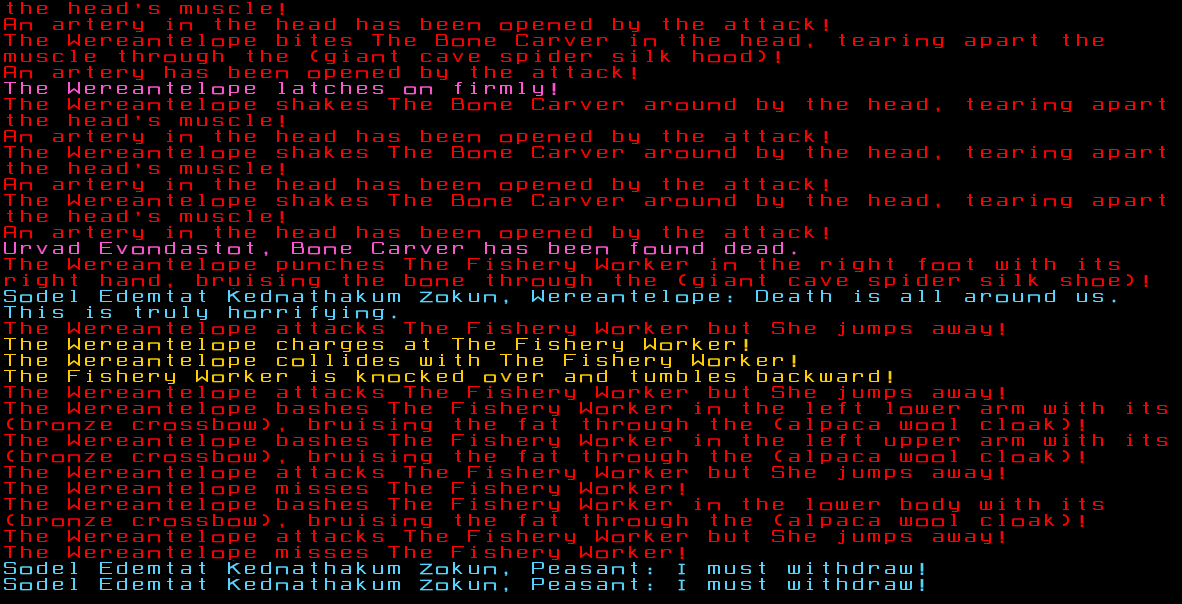 the head's muscle!
An artery in the head has been opened by the attack!
The Wereantelope bites The Bone Carver in the head, tearing apart the
muscle through the (giant cave spider silk hood)!
An artery has been opened by the attack!
The Wereantelope latches on firmly!
The Wereantelope shakes The Bone Carver around by the head, tearing apart
the head's muscle!
An artery in the head has been opened by the attack!
The Wereantelope shakes The Bone Carver around by the head, tearing apart
the head's muscle!
An artery in the head has been opened by the attack!
The Wereantelope shakes The Bone Carver around by the head, tearing apart
the head's muscle!
An artery in the head has been opened by the attack!
Urvad Evondastot, Bone Carver has been found dead.
The Wereantelope punches The Fishery Worker in the right foot with its
right hand, bruising the bone through the (giant cave spider silk shoe)!
Sodel Edemtat Kednathakum Zokun, Wereantelope: Death is all around us.
This is truly horrifying.
The Wereantelope attacks The Fishery Worker but She jumps away!
The Wereantelope charges at The Fishery Worker!
The Wereantelope collides with The Fishery Worker!
The Fishery Worker is knocked over and tumbles backward!
The Wereantelope attacks The Fishery Worker but She jumps away!
The Wereantelope bashes The Fishery Worker in the left lower arm with its
(bronze crossbow), bruising the fat through the (alpaca wool cloak)!
The Wereantelope bashes The Fishery Worker in the left upper arm with its
(bronze crossbow), bruising the fat through the (alpaca wool cloak)!
The Wereantelope attacks The Fishery Worker but She jumps away!
The Wereantelope misses The Fishery Worker!
The Wereantelope bashes The Fishery Worker in the lower body with its
(bronze crossbow), bruising the fat through the (alpaca wool cloak)!
The Wereantelope attacks The Fishery Worker but She jumps away!
The Wereantelope misses The Fishery Worker!
Sodel Edemtat Kednathakum Zokun, Peasant: I must withdraw!
Sodel Edemtat Kednathakum Zokun, Peasant: I must withdraw!